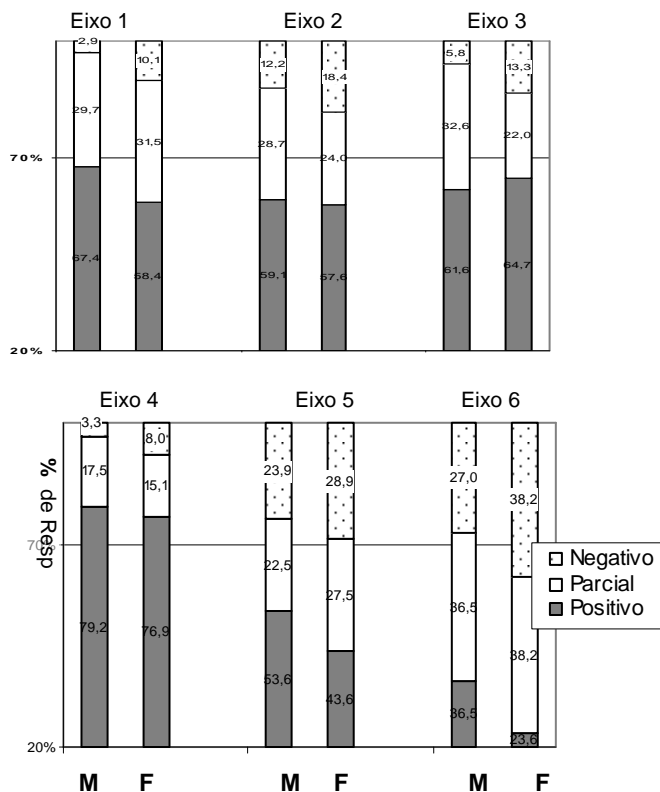 Eixo 1 Eixo 2 Eixo 3
2,9 10,1 12,2 18,4 5,8 13,3
29,7 31,5 28,7 24,0 32,6 22,0
70%
67,4 58,4 59,1 57,6 61,6 64,7
20%
Eixo 4 Eixo 5 Eixo 6
3,3 8,0 23,9 28,9 27,0 38,2
17,5 15,1 22,5 27,5 36,5 38,2
% de Resp
70%
79,2 76,9 53,6 43,6 36,5 23,6
20%
Negativo
Parcial
Positivo
M F M F M F